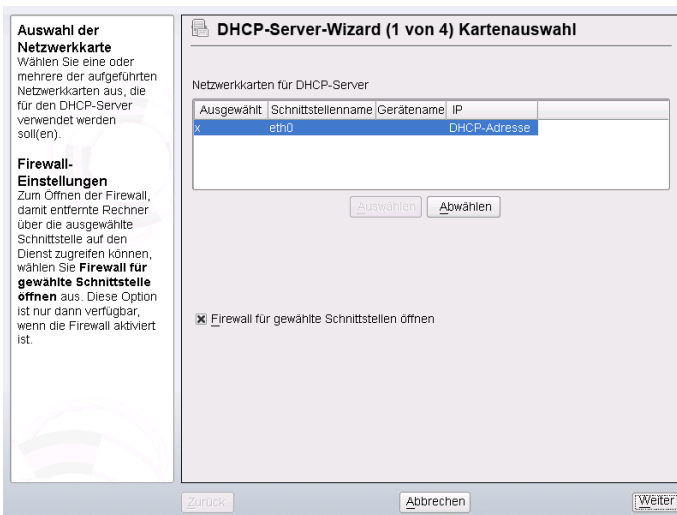 Auswahl der
Netzwerkkarte
Wählen Sie eine oder
mehrere der aufgeführten
Netzwerkkarten aus, die
für den DHCP-Server
verwendet werden
soll(en).
Firewall-
Einstellungen
Zum Öffnen der Firewall,
damit entfernte Rechner
über die ausgewählte
Schnittstelle auf den
Dienst zugreifen können,
wählen Sie Firewall für
gewählte Schnittstelle
öffnen aus. Diese Option
ist nur dann verfügbar,
wenn die Firewall aktiviert
ist.
DHCP-Server-Wizard (1 von 4) Kartenauswahl
Netzwerkkarten für DHCP-Server
Ausgewählt Schnittstellenname Gerätename IP
x eth0 DHCP-Adresse
Auswählen Abwählen
Firewall für gewählte Schnittstellen öffnen
Zurück Abbrechen Weiter